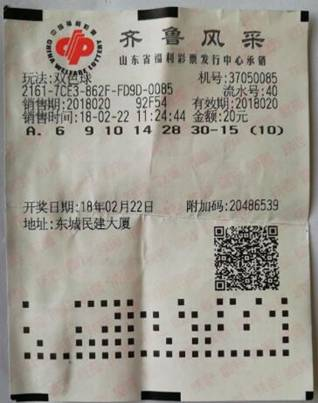 中国福利彩票
CHINA WELFARE LOTTERY
齐鲁风采
山东省福利彩票发行中心承销
玩法:双色球 机号:37050085
2161-7CE3-862F-FD9D-0085 流水号:40
销售期:2018020 92F54 有效期:2018020
销售时间:18-02-22 11:24:44 金额:20元
A. 6 9 10 14 28 30-15 (10)
开奖日期:18年02月22日 附加码:20486539
地址:东城民建大厦